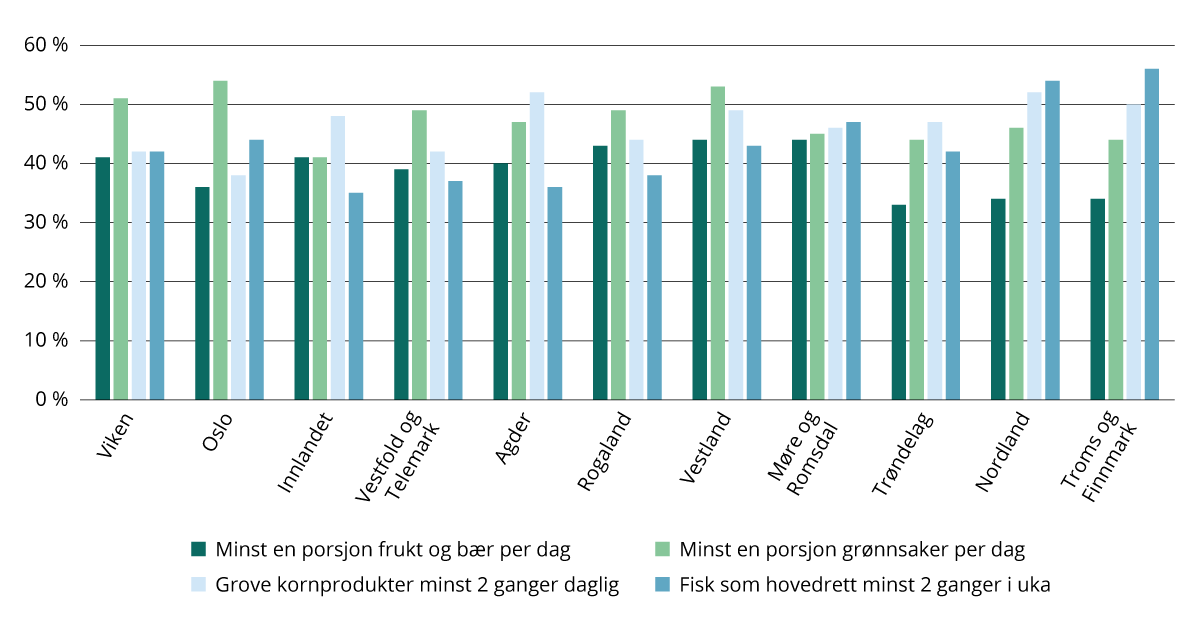 60 %
50 %
40 %
30 %
20 %
10 %
0 %
Viken
Oslo
Innlandet
Vestfold og
Telemark
Agder
Rogaland
Vestland
Møre og
Romsdal
Trøndelag
Nordland
Troms og
Finnmark
Minst en porsjon frukt og bær per dag
Minst en porsjon grønnsaker per dag
Grove kornprodukter minst 2 ganger daglig
Fisk som hovedrett minst 2 ganger i uka